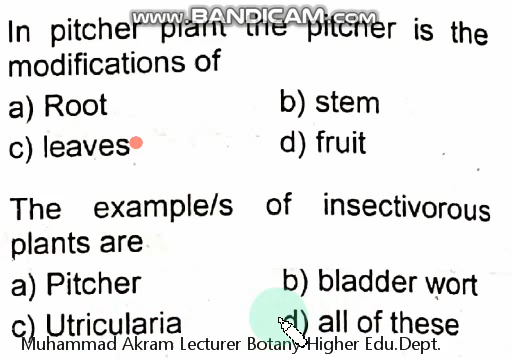 www.BANDICAM.com
In pitcher plant the pitcher is the
modifications of
a) Root b) stem
c) leaves d) fruit
The example/s of insectivorous
plants are
a) Pitcher b) bladder wort
c) Utricularia d) all of these
Muhammad Akram Lecturer Botany Higher Edu.Dept.